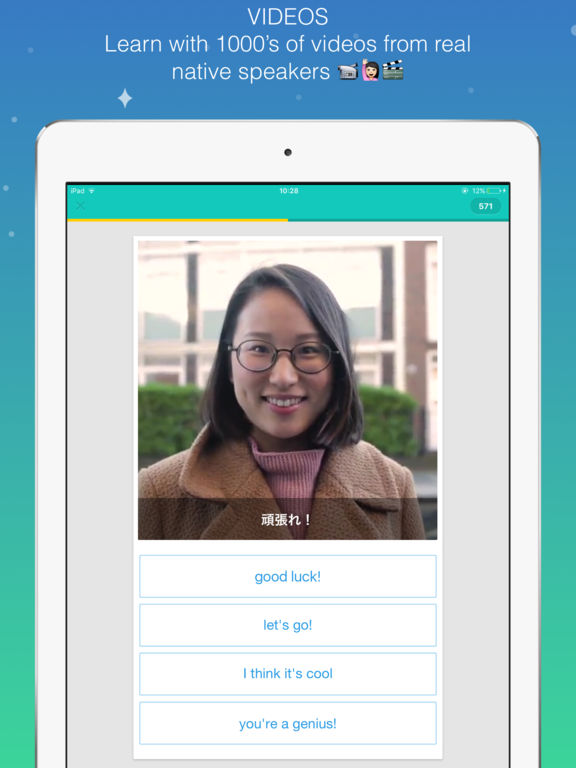 VIDEOS
Learn with 1000's of videos from real
native speakers 📹🙋🏻🎬
iPad 10:28 12%
571
頑張れ！
good luck!
let's go!
I think it's cool
you're a genius!